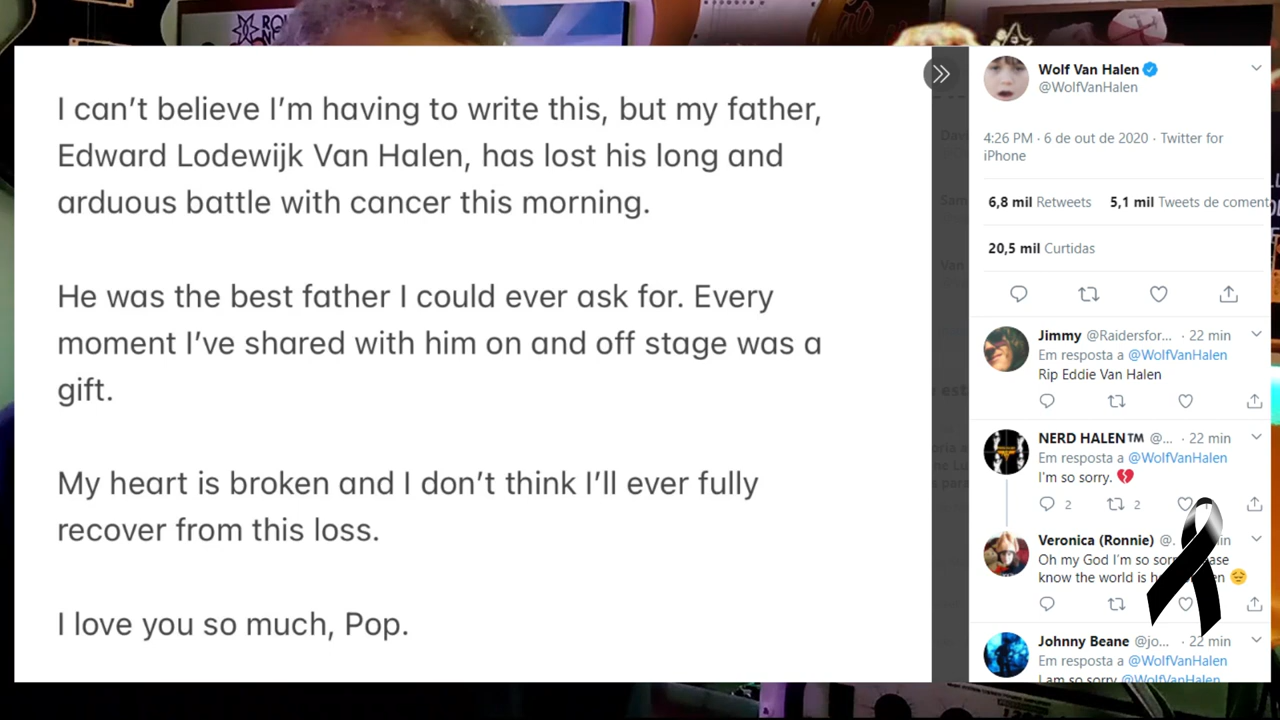 I can’t believe I’m having to write this, but my father,
Edward Lodewijk Van Halen, has lost his long and
arduous battle with cancer this morning.
He was the best father I could ever ask for. Every
moment I’ve shared with him on and off stage was a
gift.
My heart is broken and I don’t think I’ll ever fully
recover from this loss.
I love you so much, Pop.
Wolf Van Halen
@WolfVanHalen
4:26 PM · 6 de out de 2020 · Twitter for
iPhone
6,8 mil Retweets 5,1 mil Tweets de coment
20,5 mil Curtidas
Jimmy @Raidersfor... · 22 min
Em resposta a @WolfVanHalen
Rip Eddie Van Halen
NERD HALEN™ @... · 22 min
Em resposta a @WolfVanHalen
I'm so sorry. 💔
2 2
Veronica (Ronnie) @.
Oh my God I'm so
know the world is 😔
Johnny Beane @jo... · 22 min
Em resposta a @WolfVanHalen
I am so sorry @WolfVanHalen